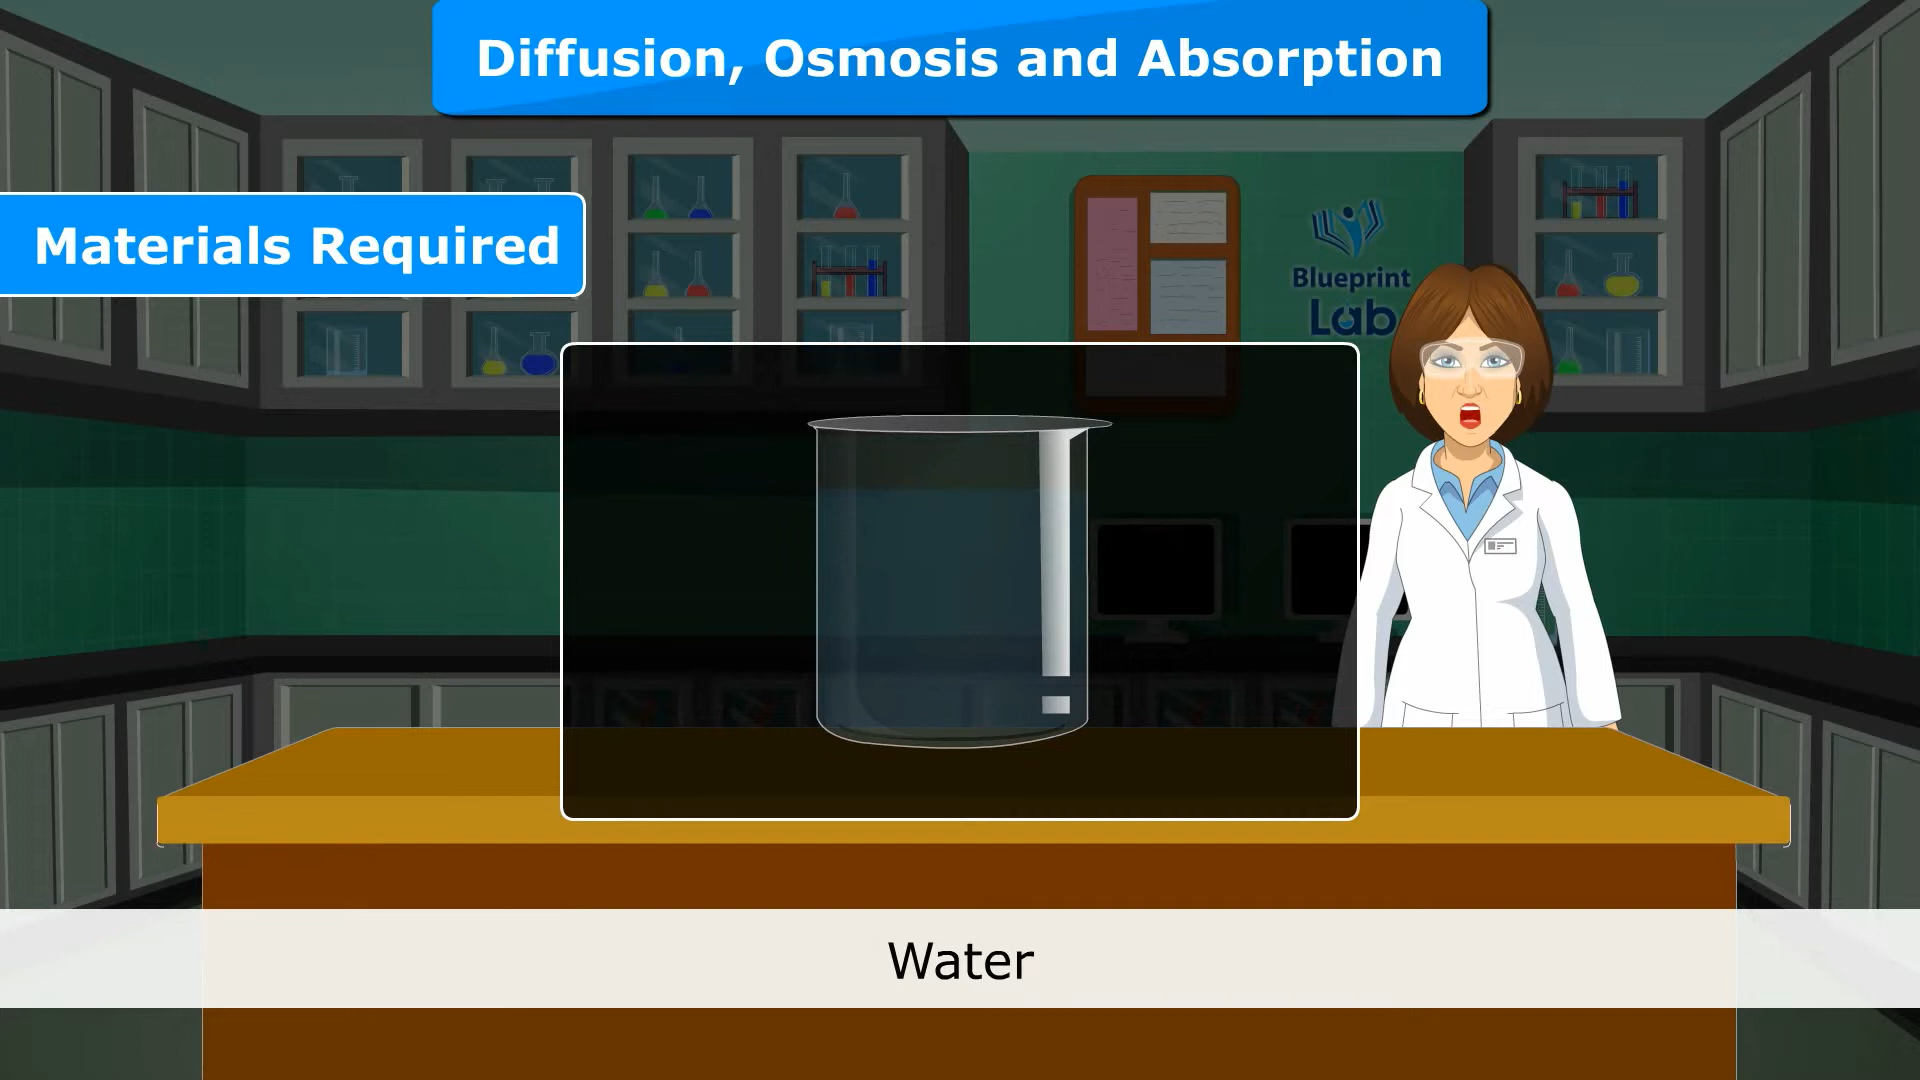 Diffusion, Osmosis and Absorption
Materials Required
Blueprint
Lab
Water